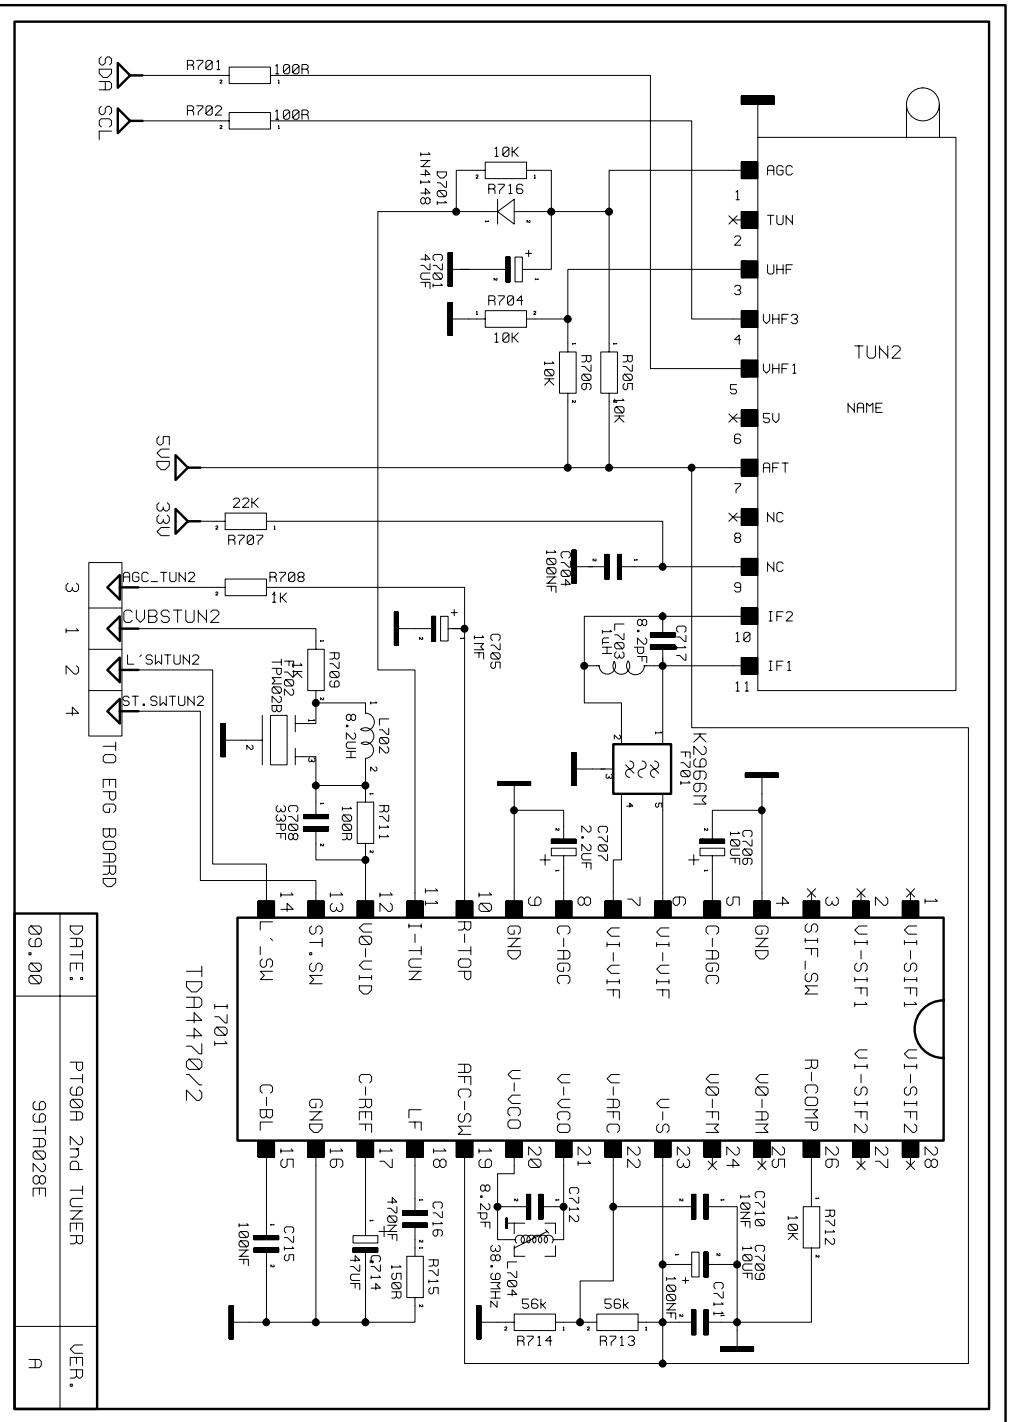 SDA
R701
100R
2
1
SCL
R702
100R
2
1
10K
R716
D701
1N4148
C701
47UF
R704
10K
R706
10K
R705
10K
5VD
33V
22K
R707
C704
100NF
R708
1K
C705
1MF
AGC
1
TUN
2
UHF
3
VHF3
4
VHF1
5
5V
6
AFT
7
NC
8
NC
9
IF2
10
IF1
11
TUN2
NAME
3
AGC_TUN2
1
CVBSTUN2
2
L´SWTUN2
4
ST.SWTUN2
TO EPG BOARD
R709
1K
F702
TPW02B
L702
8.2UH
C708
33PF
R711
100R
L703
1uH
C717
8.2pF
K2966M
F701
C707
2.2UF
C706
10UF
14
L´_SW
13
ST.SW
12
V0-VID
11
I-TUN
10
R-TOP
9
GND
8
C-AGC
7
VI-VIF
6
VI-VIF
5
C-AGC
4
GND
3
SIF_SW
2
VI-SIF1
1
VI-SIF1
I701
TDA4470/2
C-BL
15
GND
16
C-REF
17
LF
18
AFC-SW
19
V-VCO
20
V-VCO
21
V-AFC
22
V-S
23
V0-FM
24
V0-AM
25
R-COMP
26
VI-SIF2
27
VI-SIF2
28
C715
100NF
C714
47UF
C716
470NF
R715
150R
C712
8.2pF
L704
38.9MHz
56k
R714
56k
R713
C710
10NF
C709
10UF
C711
100NF
R712
10K
DATE:
09.00
PT90A 2nd TUNER
99TA028E
VER.
A